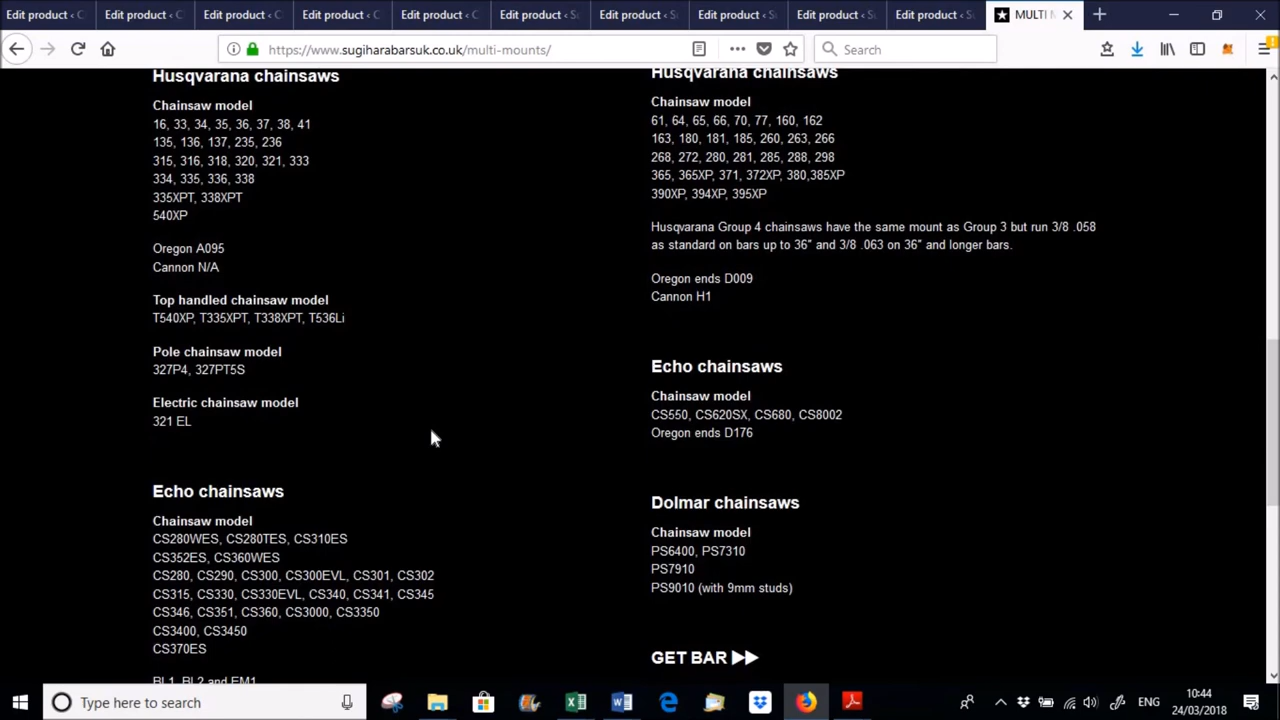 Edit product ‹ C
Edit product ‹ C
Edit product ‹ C
Edit product ‹ C
Edit product ‹ C
Edit product ‹ S
Edit product ‹ S
Edit product ‹ S
Edit product ‹ S
Edit product ‹ S
MULTI M
https://www.sugiharabarsuk.co.uk/multi-mounts/
Search
Husqvarana chainsaws
Chainsaw model
16, 33, 34, 35, 36, 37, 38, 41
135, 136, 137, 235, 236
315, 316, 318, 320, 321, 333
334, 335, 336, 338
335XPT, 338XPT
540XP
Oregon A095
Cannon N/A
Top handled chainsaw model
T540XP, T335XPT, T338XPT, T536Li
Pole chainsaw model
327P4, 327PT5S
Electric chainsaw model
321 EL
Echo chainsaws
Chainsaw model
CS280WES, CS280TES, CS310ES
CS352ES, CS360WES
CS280, CS290, CS300, CS300EVL, CS301, CS302
CS315, CS330, CS330EVL, CS340, CS341, CS345
CS346, CS351, CS360, CS3000, CS3350
CS3400, CS3450
CS370ES
BL1, BL2 and EM1
Husqvarana chainsaws
Chainsaw model
61, 64, 65, 66, 70, 77, 160, 162
163, 180, 181, 185, 260, 263, 266
268, 272, 280, 281, 285, 288, 298
365, 365XP, 371, 372XP, 380,385XP
390XP, 394XP, 395XP
Husqvarana Group 4 chainsaws have the same mount as Group 3 but run 3/8 .058
as standard on bars up to 36″ and 3/8 .063 on 36″ and longer bars.
Oregon ends D009
Cannon H1
Echo chainsaws
Chainsaw model
CS550, CS620SX, CS680, CS8002
Oregon ends D176
Dolmar chainsaws
Chainsaw model
PS6400, PS7310
PS7910
PS9010 (with 9mm studs)
GET BAR
Type here to search
ENG
10:44
24/03/2018